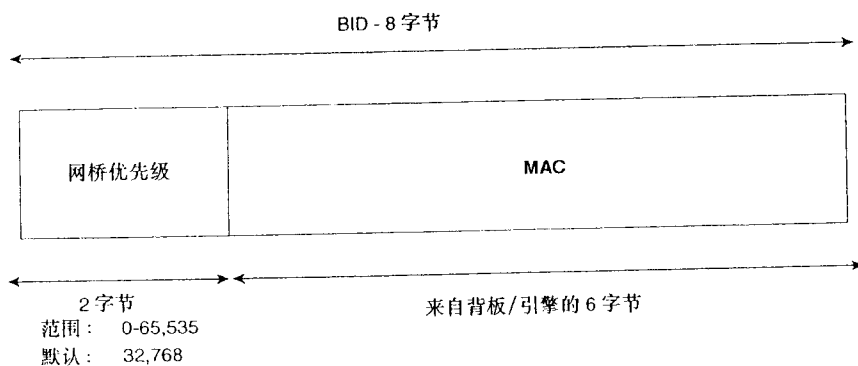 BID - 8 字节
网桥优先级
MAC
2 字节
来自背板/引擎的 6 字节
范围： 0-65,535
默认： 32,768